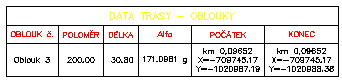 DATA TRASY - OBLOUKY
OBLOUK č. POLOMĚR DÉLKA Alfa POČÁTEK KONEC
Oblouk 3 200.00 30.80 171.0981 g km 0,09652 km 0,09652
X=-709745.17 X=-709745.17
Y=-1020987.19 Y=-1020988.38